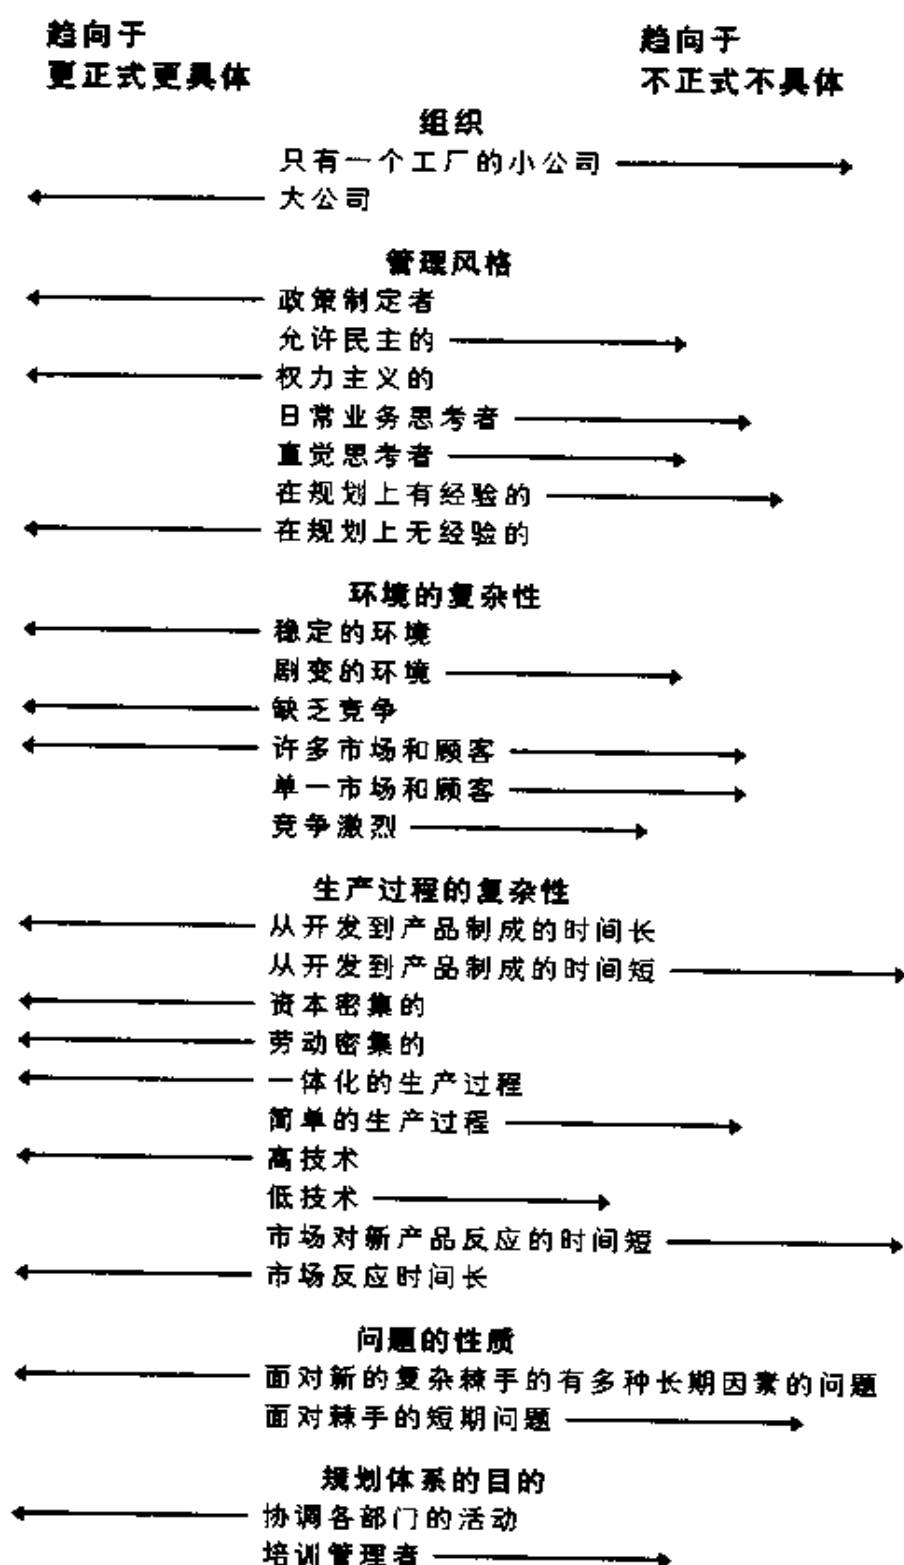 趋向于
更正式更具体
趋向于
不正式不具体
组织
只有一个工厂的小公司
大公司
管理风格
政策制定者
允许民主的
权力主义的
日常业务思考者
直觉思考者
在规划上有经验的
在规划上无经验的
环境的复杂性
稳定的环境
剧变的环境
缺乏竞争
许多市场和顾客
单一市场和顾客
竞争激烈
生产过程的复杂性
从开发到产品制成的时间长
从开发到产品制成的时间短
资本密集的
劳动密集的
一体化的生产过程
简单的生产过程
高技术
低技术
市场对新产品反应的时间短
市场反应时间长
问题的性质
面对新的复杂棘手的有多种长期因素的问题
面对棘手的短期问题
规划体系的目的
协调各部门的活动
培训管理者